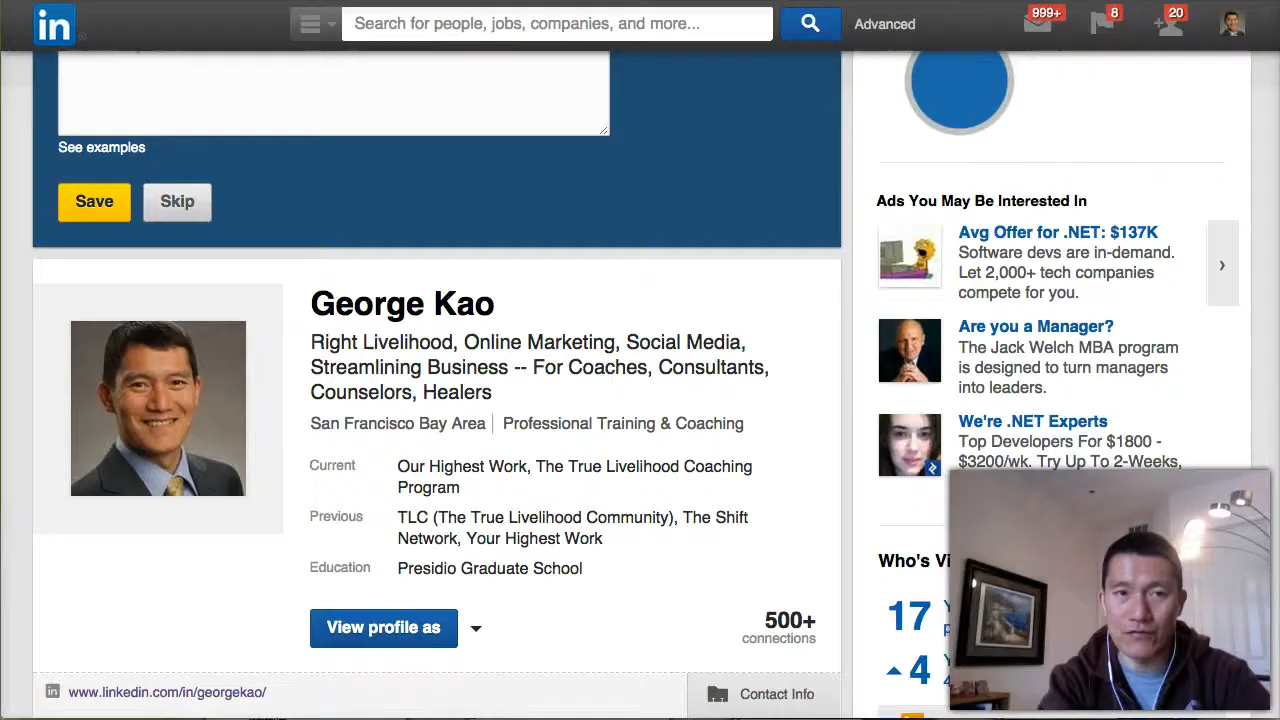 in
Search for people, jobs, companies, and more...
Advanced
999+
8
20
See examples
Save
Skip
George Kao
Right Livelihood, Online Marketing, Social Media,
Streamlining Business -- For Coaches, Consultants,
Counselors, Healers
San Francisco Bay Area | Professional Training & Coaching
Current
Our Highest Work, The True Livelihood Coaching
Program
Previous
TLC (The True Livelihood Community), The Shift
Network, Your Highest Work
Education
Presidio Graduate School
View profile as
500+
connections
www.linkedin.com/in/georgekao/
Contact Info
Ads You May Be Interested In
Avg Offer for .NET: $137K
Software devs are in-demand.
Let 2,000+ tech companies
compete for you.
Are you a Manager?
The Jack Welch MBA program
is designed to turn managers
into leaders.
We're .NET Experts
Top Developers For $1800 -
$3200/wk. Try Up To 2-Weeks,
Who's Vi
17
4